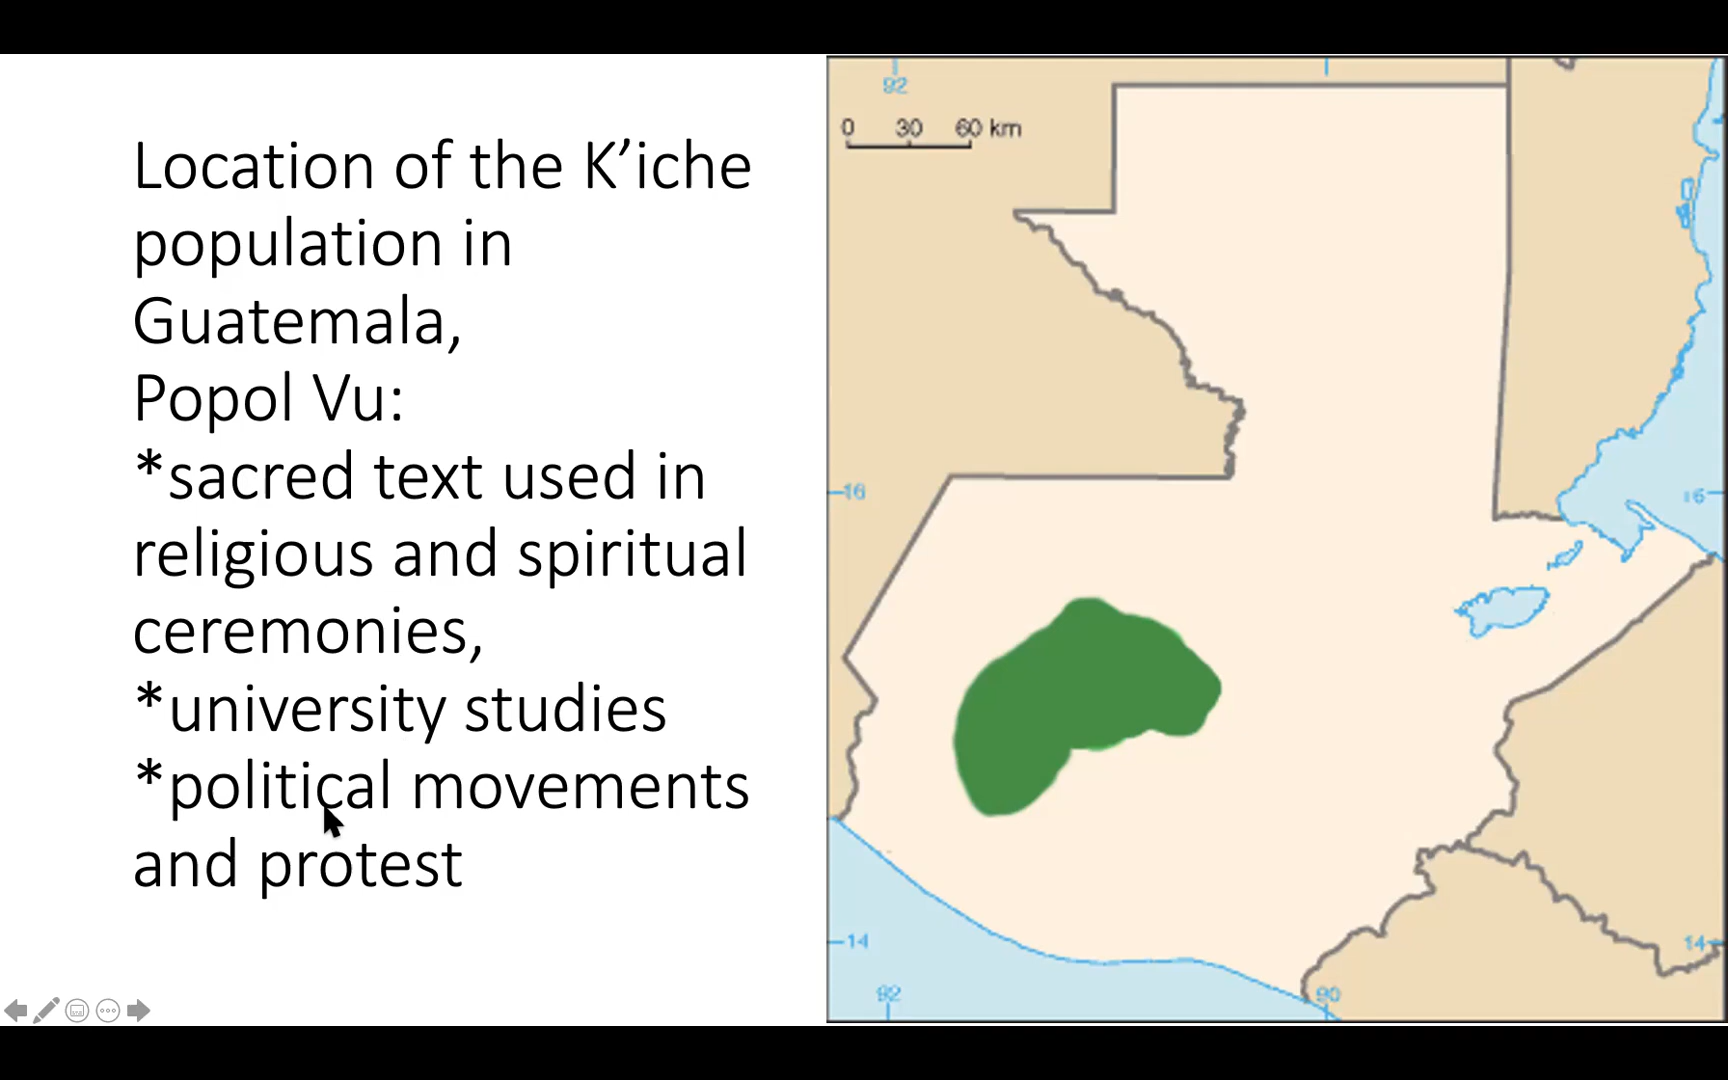 Location of the K’iche
population in
Guatemala,
Popol Vu:
*sacred text used in
religious and spiritual
ceremonies,
*university studies
*political movements
and protest
92
0 30 60 km
16
16
14
14
92
90